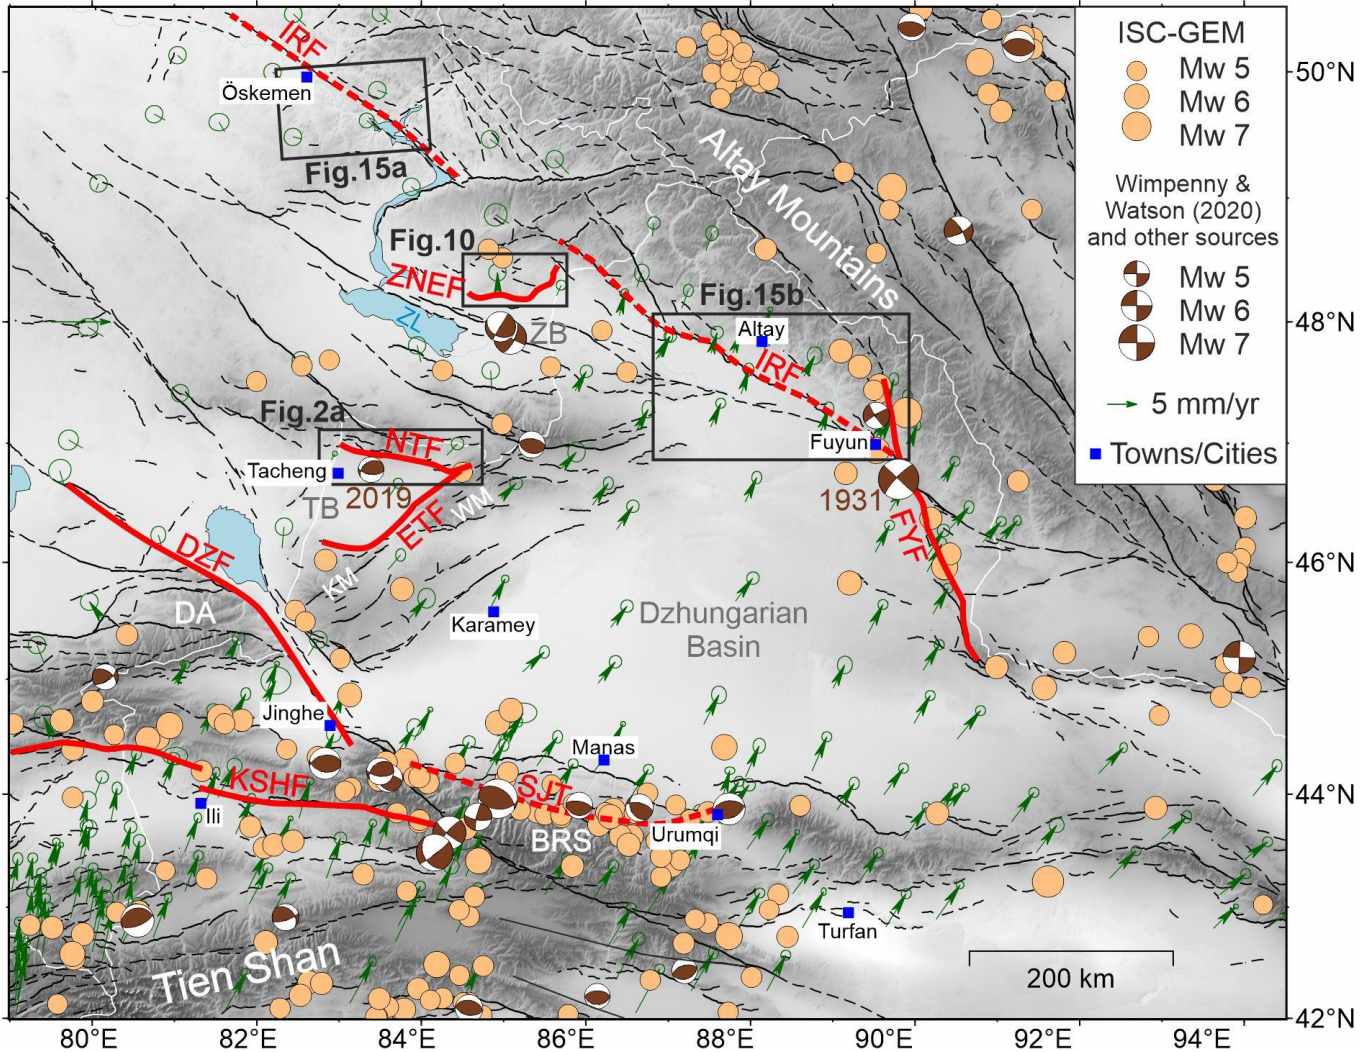 IRF
Öskemen
Fig.15a
Altay Mountains
Fig.10
ZNEF
ZL
ZB
Fig.15b
Altay
IRF
Fuyun
1931
FYF
Fig.2a
NTF
Tacheng
2019
TB
ETF
WM
KM
DZF
DA
Karamey
Dzhungarian
Basin
Jinghe
Manas
KSHF
SJT
Ili
BRS
Urumqi
Turfan
Tien Shan
200 km
ISC-GEM
Mw 5
Mw 6
Mw 7
Wimpenny &
Watson (2020)
and other sources
Mw 5
Mw 6
Mw 7
5 mm/yr
Towns/Cities
50°N
48°N
46°N
44°N
42°N
80°E
82°E
84°E
86°E
88°E
90°E
92°E
94°E